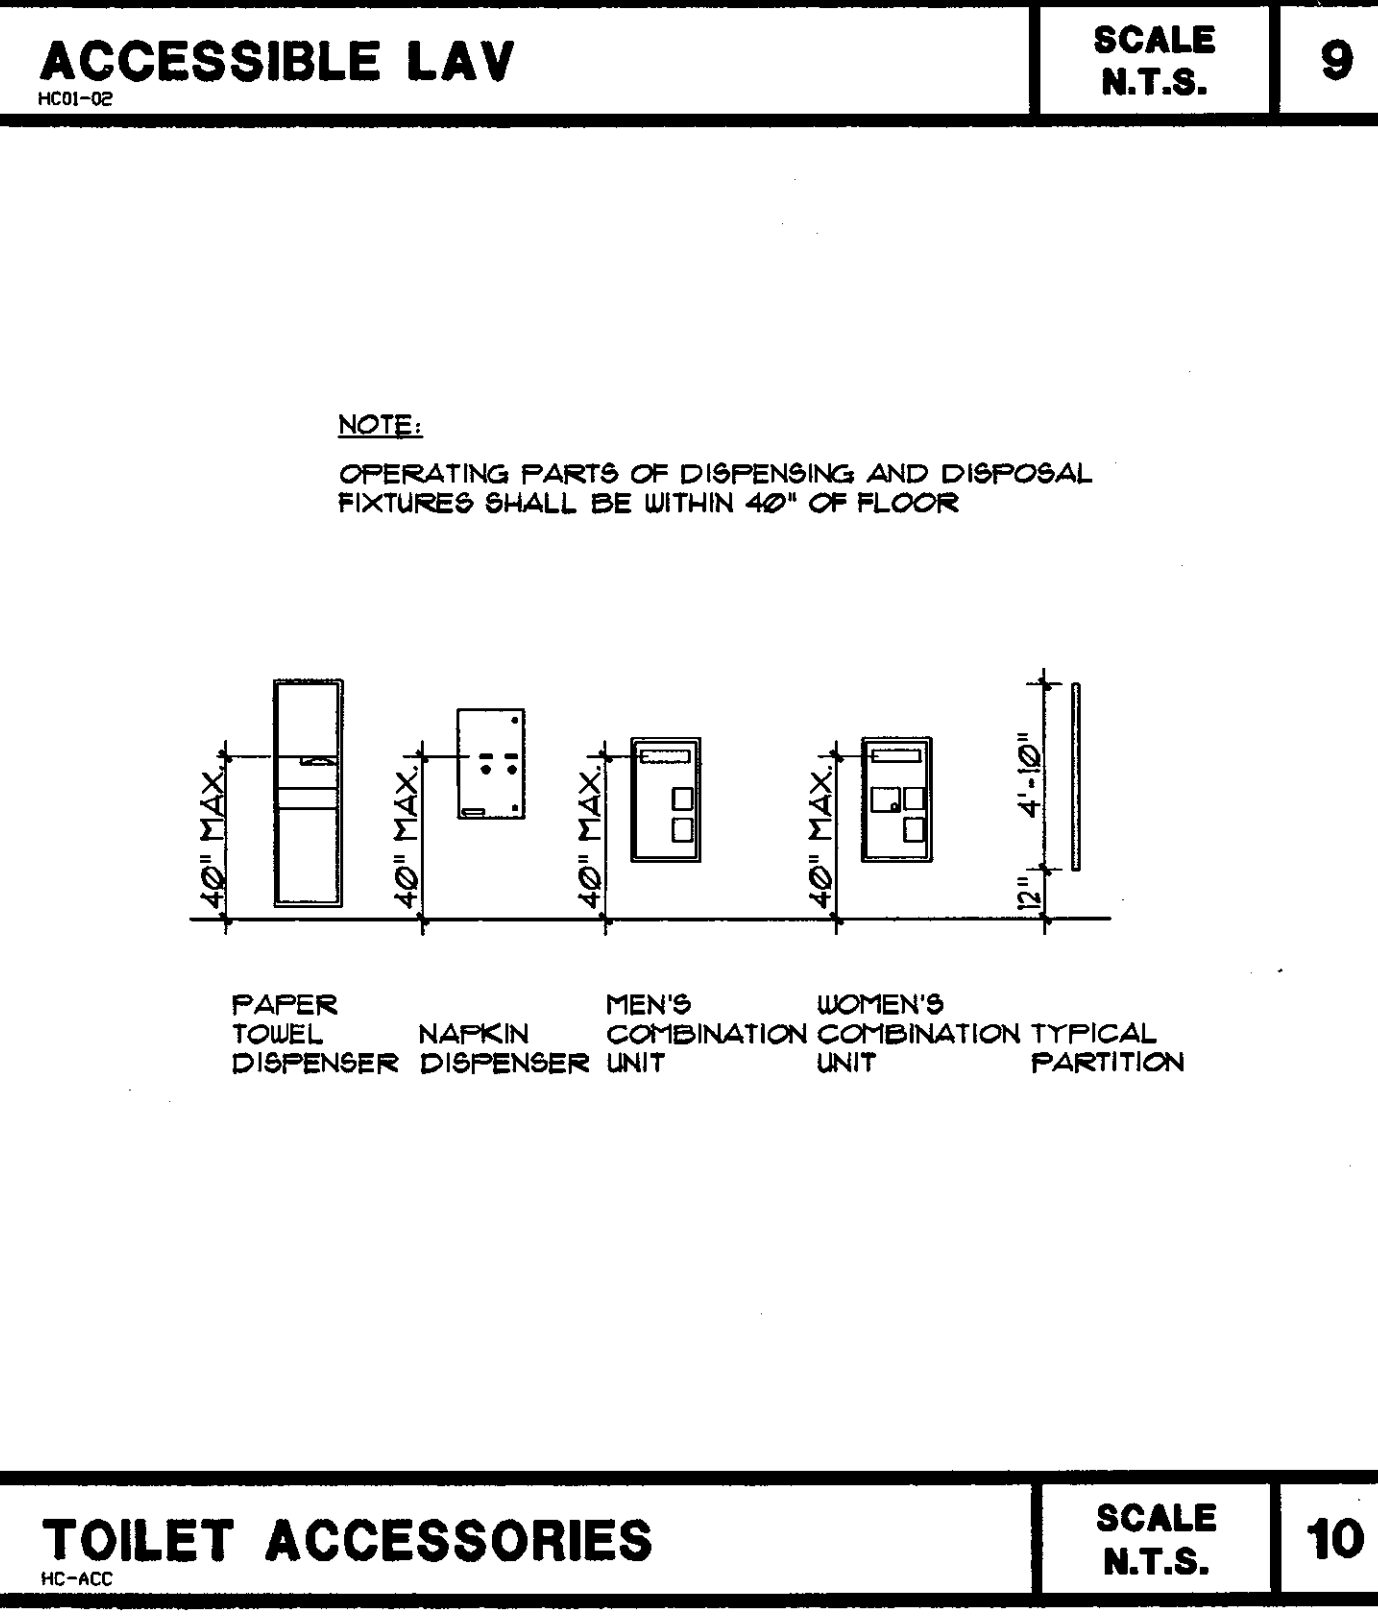 ACCESSIBLE LAV
HC01-02
SCALE
N.T.S.
9
NOTE:
OPERATING PARTS OF DISPENSING AND DISPOSAL
FIXTURES SHALL BE WITHIN 40" OF FLOOR
40" MAX.
40" MAX.
40" MAX.
40" MAX.
4'-10"
12"
PAPER
TOWEL
DISPENSER
NAPKIN
DISPENSER
MEN'S
COMBINATION
UNIT
WOMEN'S
COMBINATION
UNIT
TYPICAL
PARTITION
TOILET ACCESSORIES
HC-ACC
SCALE
N.T.S.
10